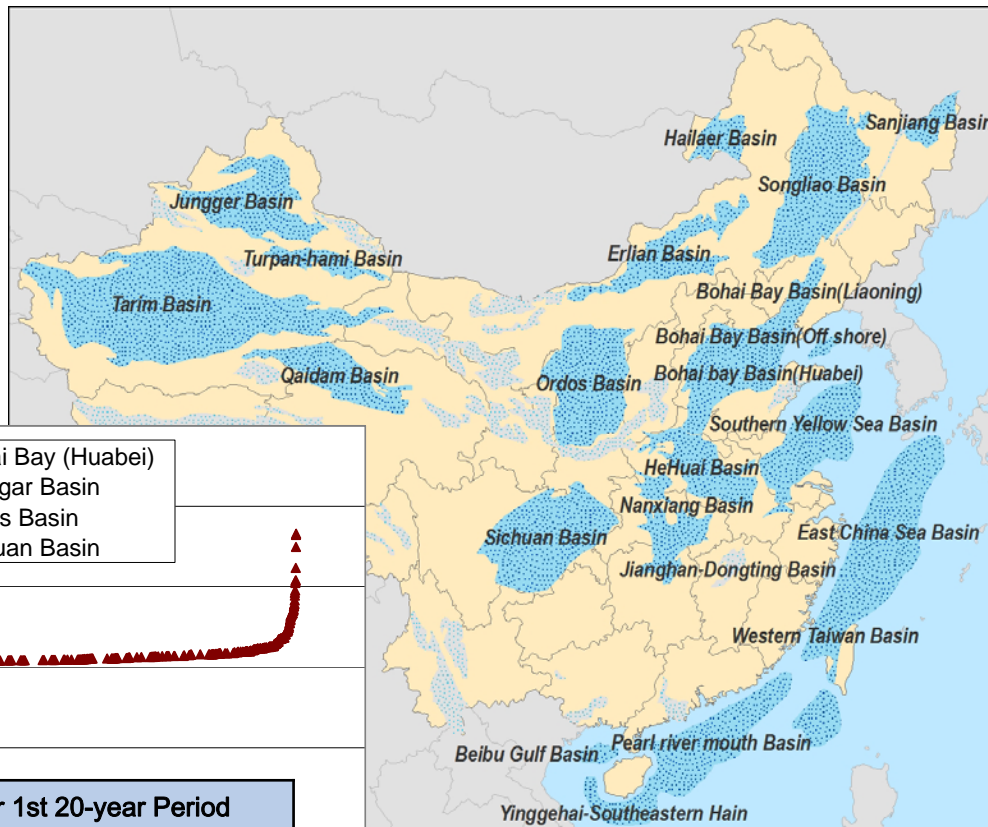 Hailaer Basin
Sanjiang Basin
Songliao Basin
Jungger Basin
Turpan-hami Basin
Erlian Basin
Tarim Basin
Bohai Bay Basin(Liaoning)
Bohai Bay Basin(Off shore)
Qaidam Basin
Ordos Basin
Bohai bay Basin(Huabei)
Southern Yellow Sea Basin
HeHuai Basin
Nanxiang Basin
Sichuan Basin
East China Sea Basin
Jianghan-Dongting Basin
Western Taiwan Basin
Pearl river mouth Basin
Beibu Gulf Basin
Yinggehai-Southeastern Hain
Bay (Huabei)
Basin
Basin
Basin
1st 20-year Period